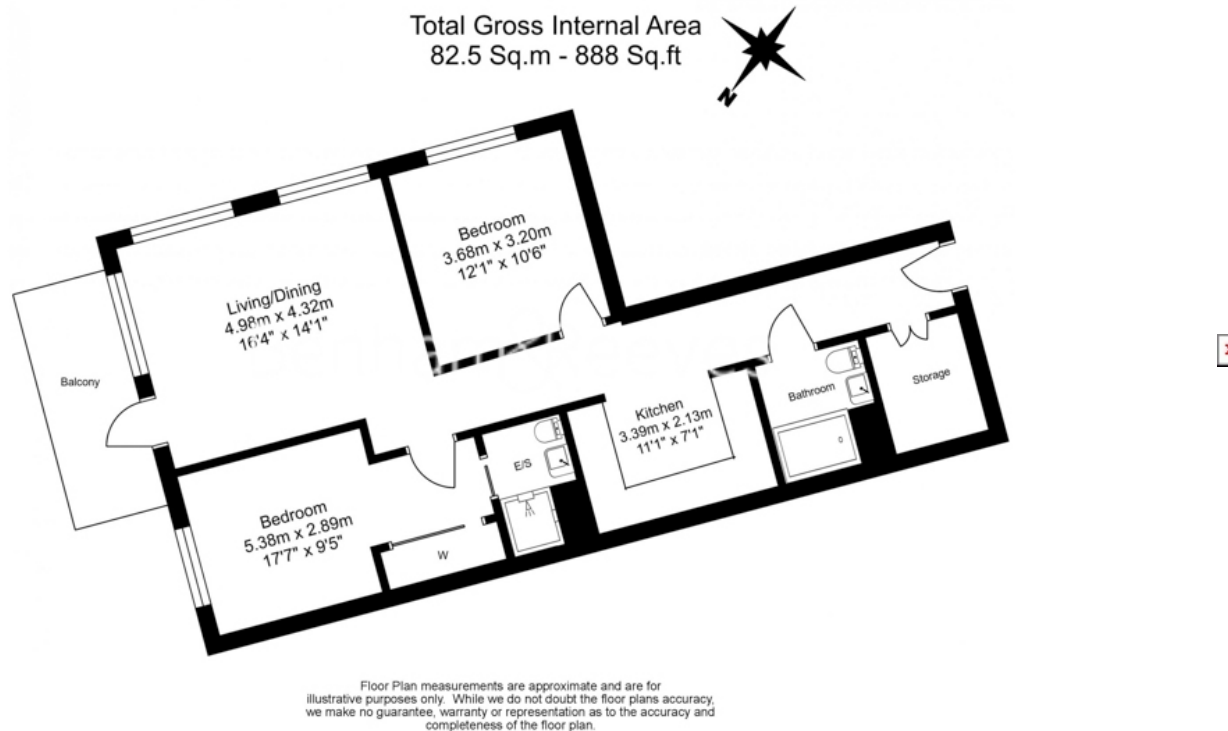 Total Gross Internal Area
82.5 Sq.m - 888 Sq.ft
N
Bedroom
3.68m x 3.20m
12'1" x 10'6"
Living/Dining
4.98m x 4.32m
16'4" x 14'1"
Balcony
Storage
Bathroom
Kitchen
3.39m x 2.13m
11'1" x 7'1"
E/S
Bedroom
5.38m x 2.89m
17'7" x 9'5"
W
Floor Plan measurements are approximate and are for
illustrative purposes only. While we do not doubt the floor plans accuracy,
we make no guarantee, warranty or representation as to the accuracy and
completeness of the floor plan.